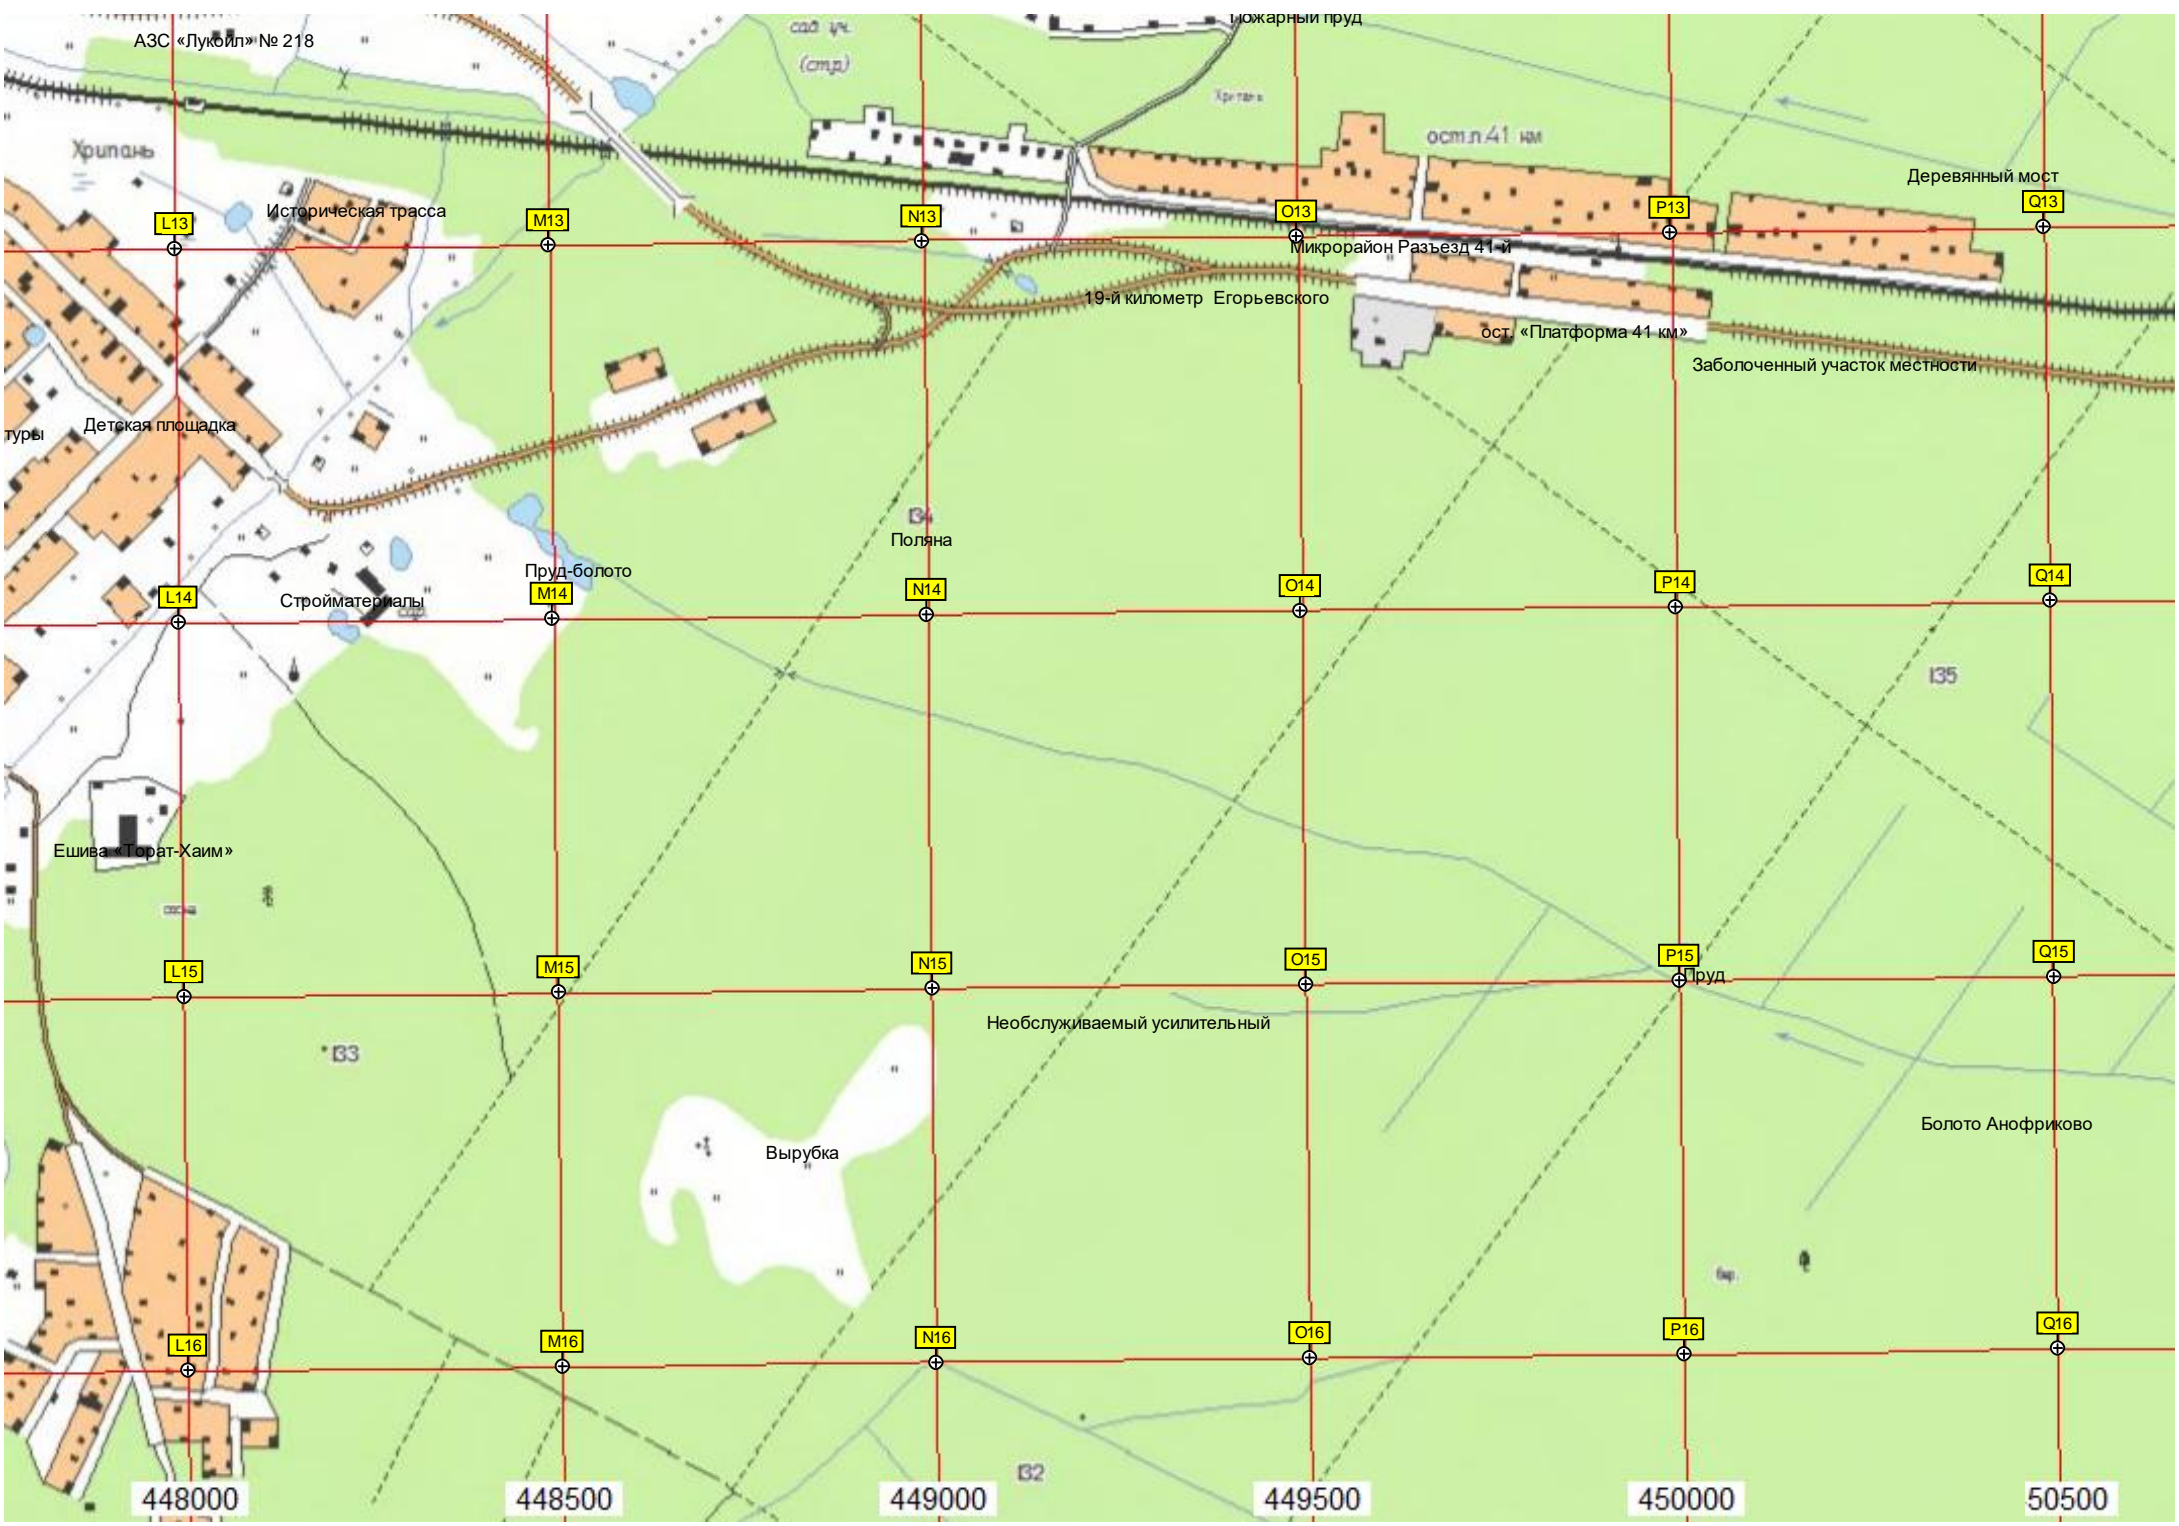 Пожарный пруд
сад уч.
АЗС «Лукойл» № 218
(стр)
Хрипань
ост.п.41 км
Хрипань
Деревянный мост
Историческая трасса
L13
M13
N13
O13
P13
Q13
Микрорайон Разъезд 41-й
19-й километр Егорьевского
ост. «Платформа 41 км»
Заболоченный участок местности
Детская площадка
туры
134
Поляна
Пруд-болото
Стройматериалы
L14
M14
N14
O14
P14
Q14
135
Ешива «Торат-Хаим»
сосна
L15
M15
N15
O15
P15
Q15
Пруд
Необслуживаемый усилительный
133
Болото Анофриково
Вырубка
бер.
L16
M16
N16
O16
P16
Q16
132
448000
448500
449000
449500
450000
50500